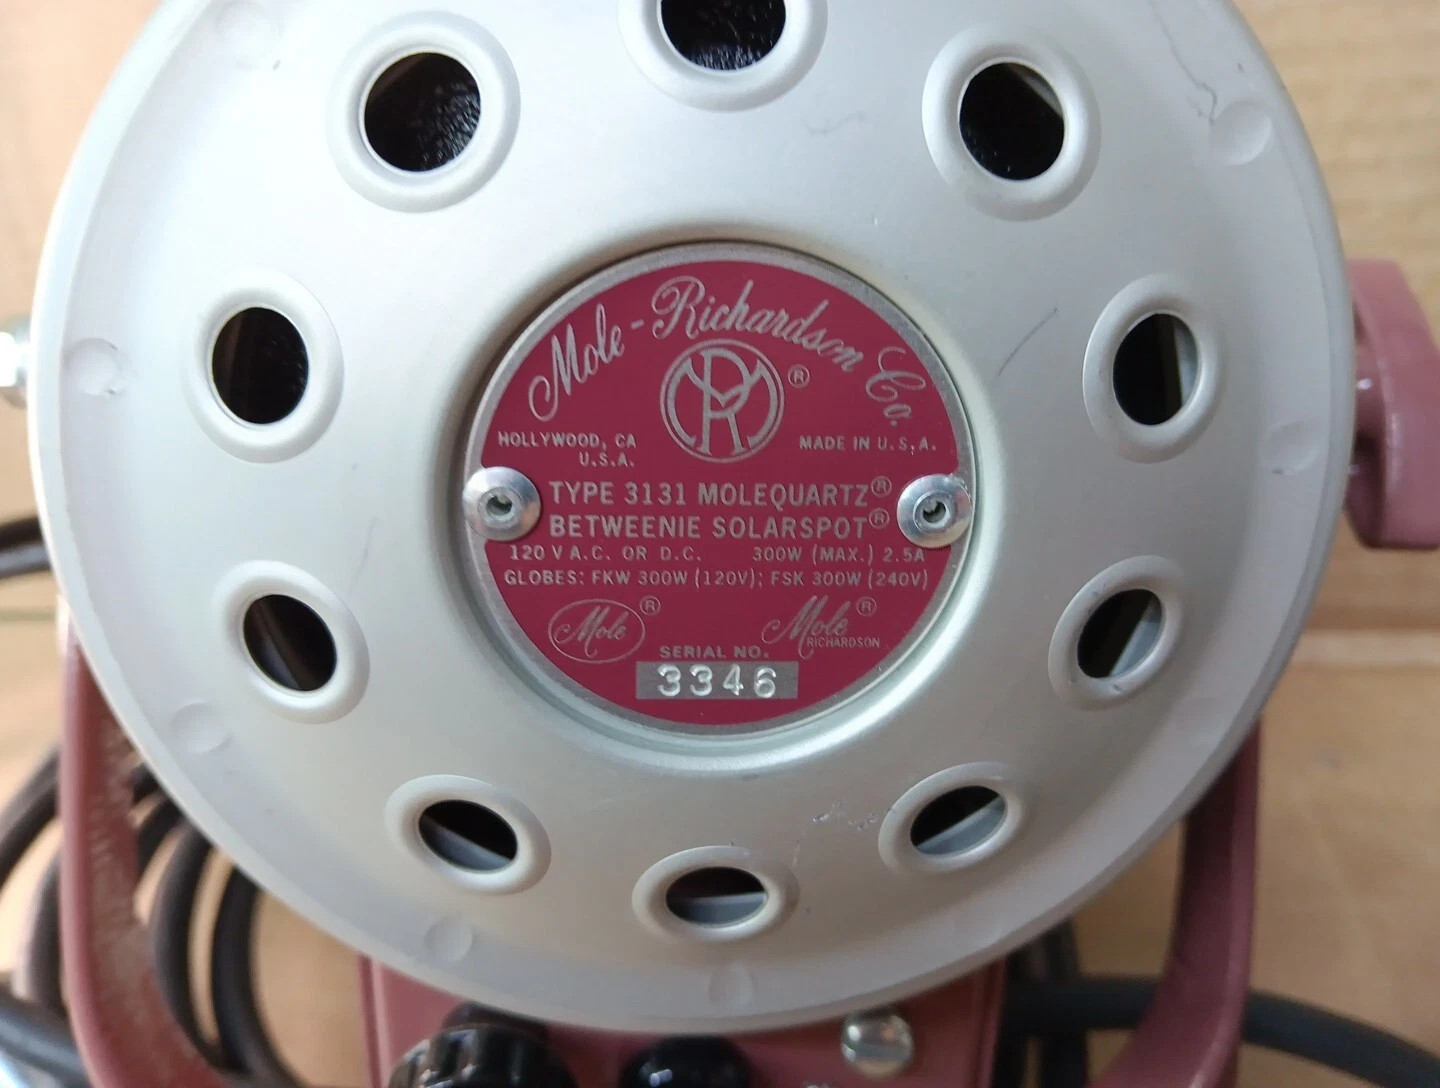 Mole-Richardson Co.
MR ®
HOLLYWOOD, CA
U.S.A.
MADE IN U.S.A.
TYPE 3131 MOLEQUARTZ®
BETWEENIE SOLARSPOT®
120 V A.C. OR D.C. 300W (MAX.) 2.5A
GLOBES: FKW 300W (120V); FSK 300W (240V)
Mole ®
Mole ®
RICHARDSON
SERIAL NO.
3346